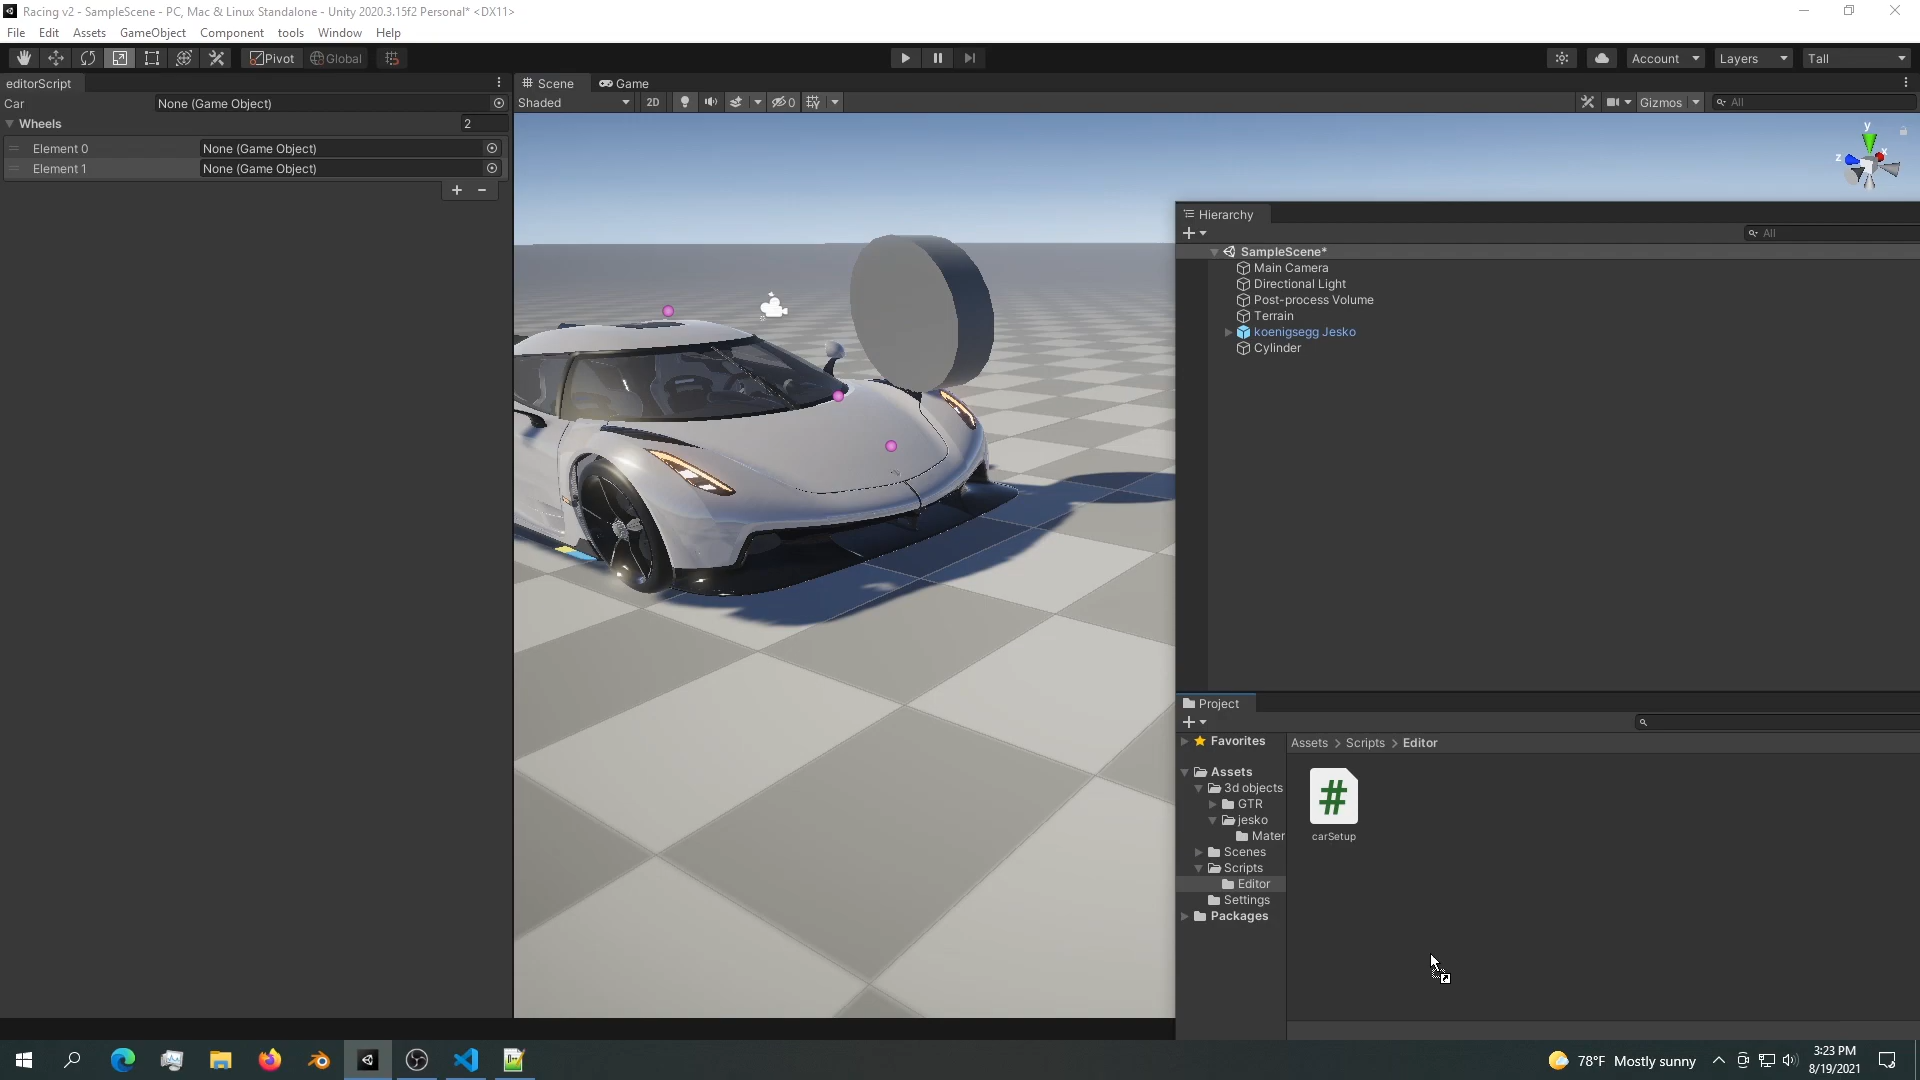 Racing v2 - SampleScene - PC, Mac & Linux Standalone - Unity 2020.3.15f2 Personal* <DX11>
File Edit Assets GameObject Component tools Window Help
Pivot Global Account Layers Tall
editorScript
Car None (Game Object)
Wheels 2
Element 0 None (Game Object)
Element 1 None (Game Object)
+ -
Scene Game
Shaded 2D 0 Gizmos All
y
x
z
Hierarchy
+ All
SampleScene*
Main Camera
Directional Light
Post-process Volume
Terrain
koenigsegg Jesko
Cylinder
Project
+
Favorites
Assets
3d objects
GTR
jesko
Mater
Scenes
Scripts
Editor
Settings
Packages
Assets > Scripts > Editor
#
carSetup
78°F Mostly sunny
3:23 PM
8/19/2021